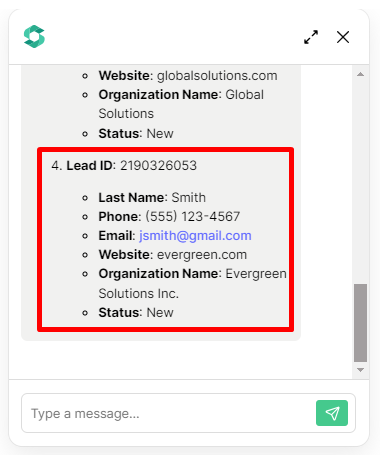 Website: globalsolutions.com
Organization Name: Global
Solutions
Status: New
4. Lead ID: 2190326053
Last Name: Smith
Phone: (555) 123-4567
Email: jsmith@gmail.com
Website: evergreen.com
Organization Name: Evergreen
Solutions Inc.
Status: New
Type a message...